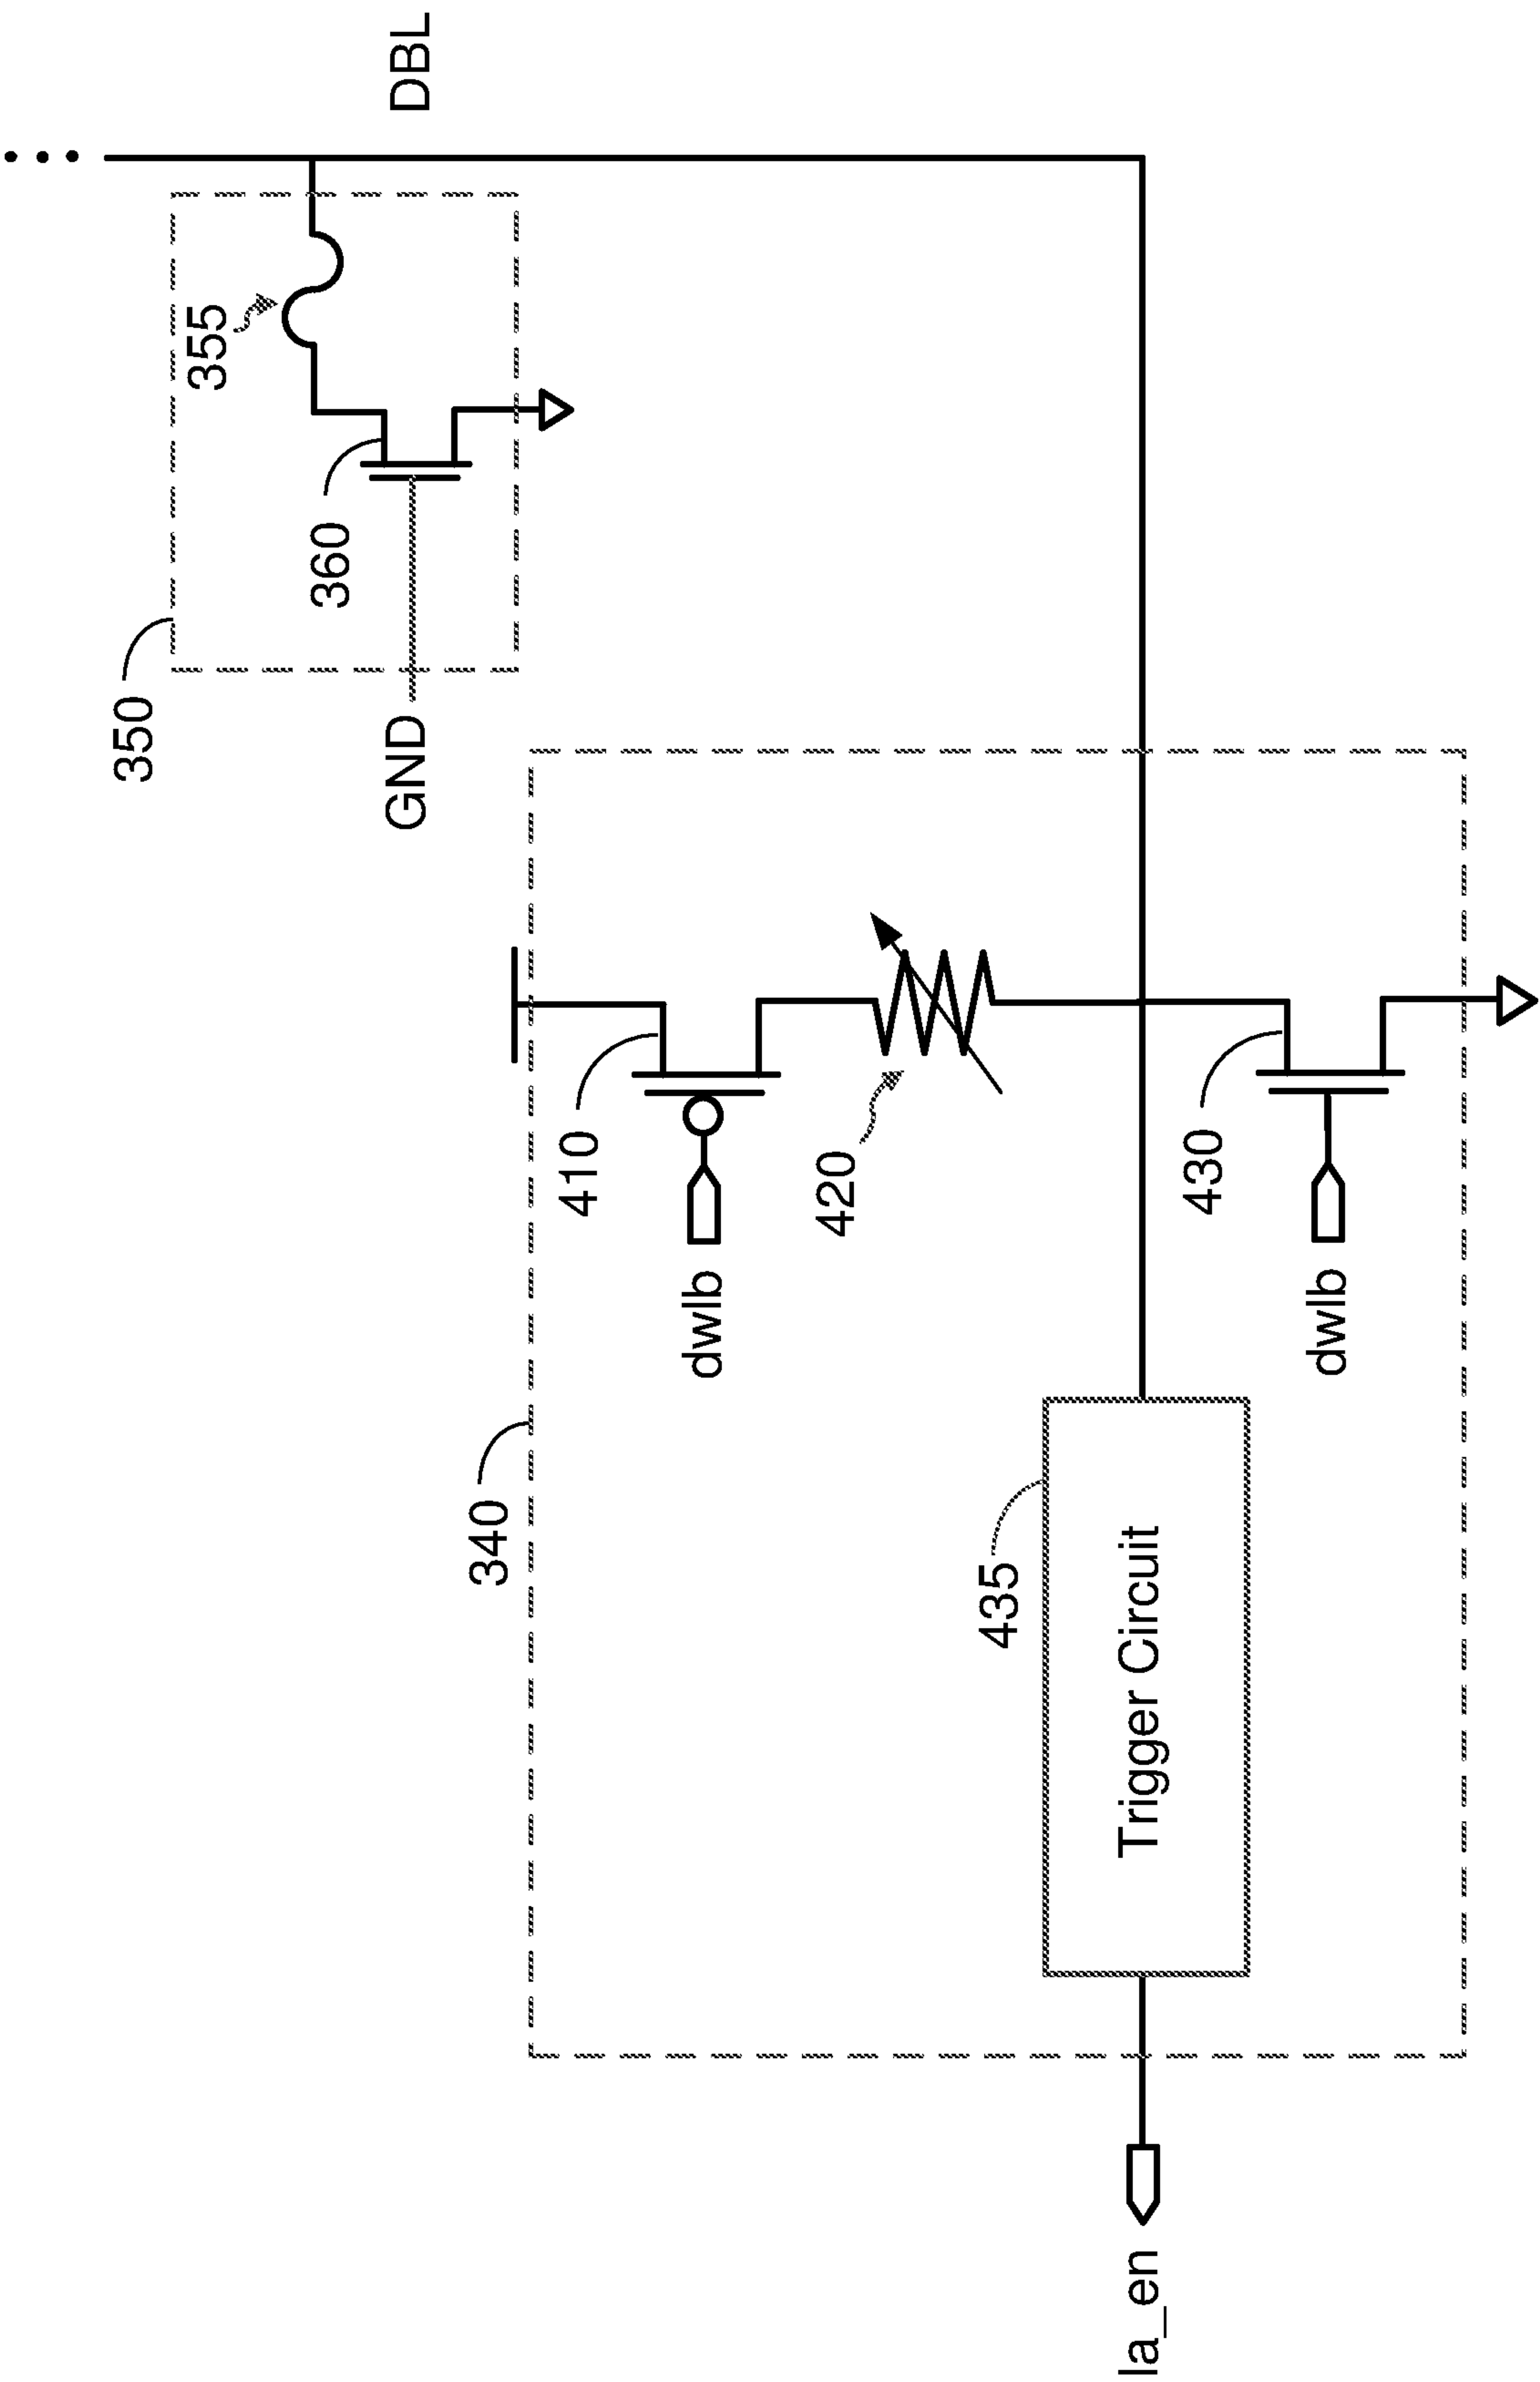 DBL
355
360
350
GND
410
dwlb
420
430
dwlb
340
435
Trigger Circuit
la_en